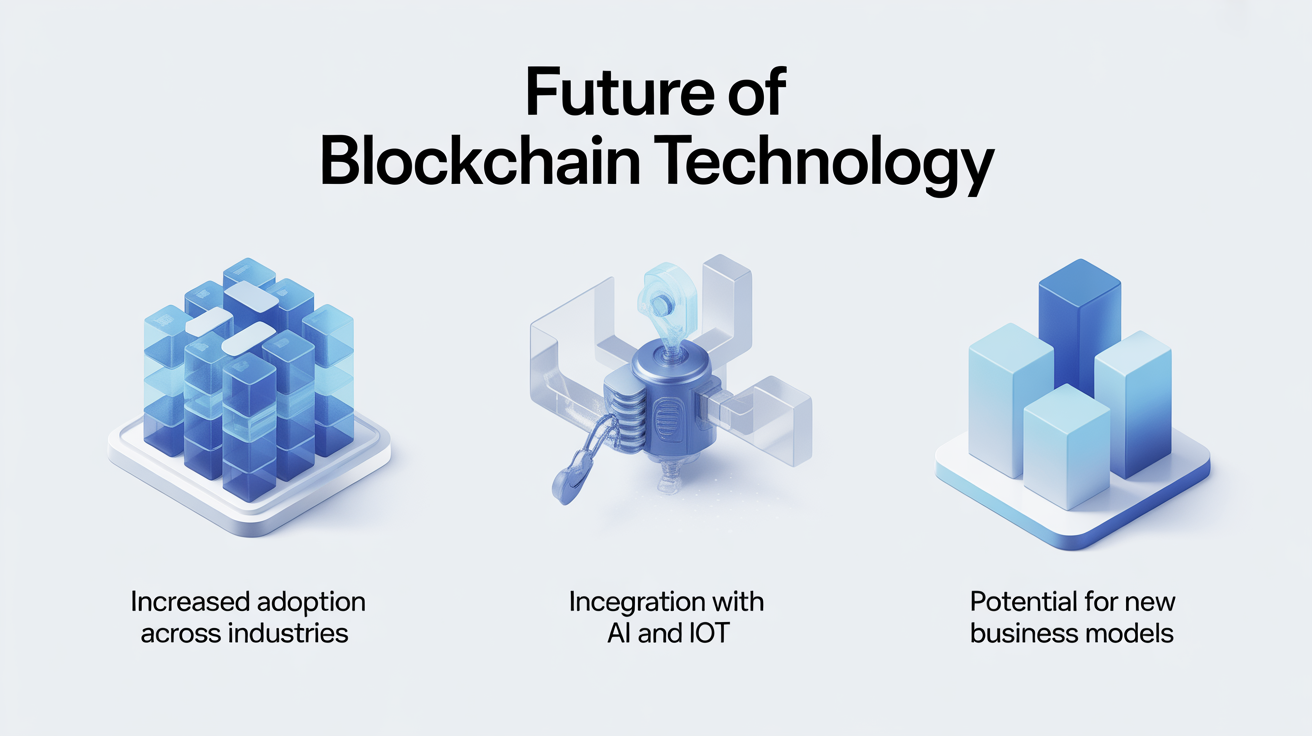 Future of
Blockchain Technology
Increased adoption
across industries
Incegration with
AI and IOT
Potential for new
business models